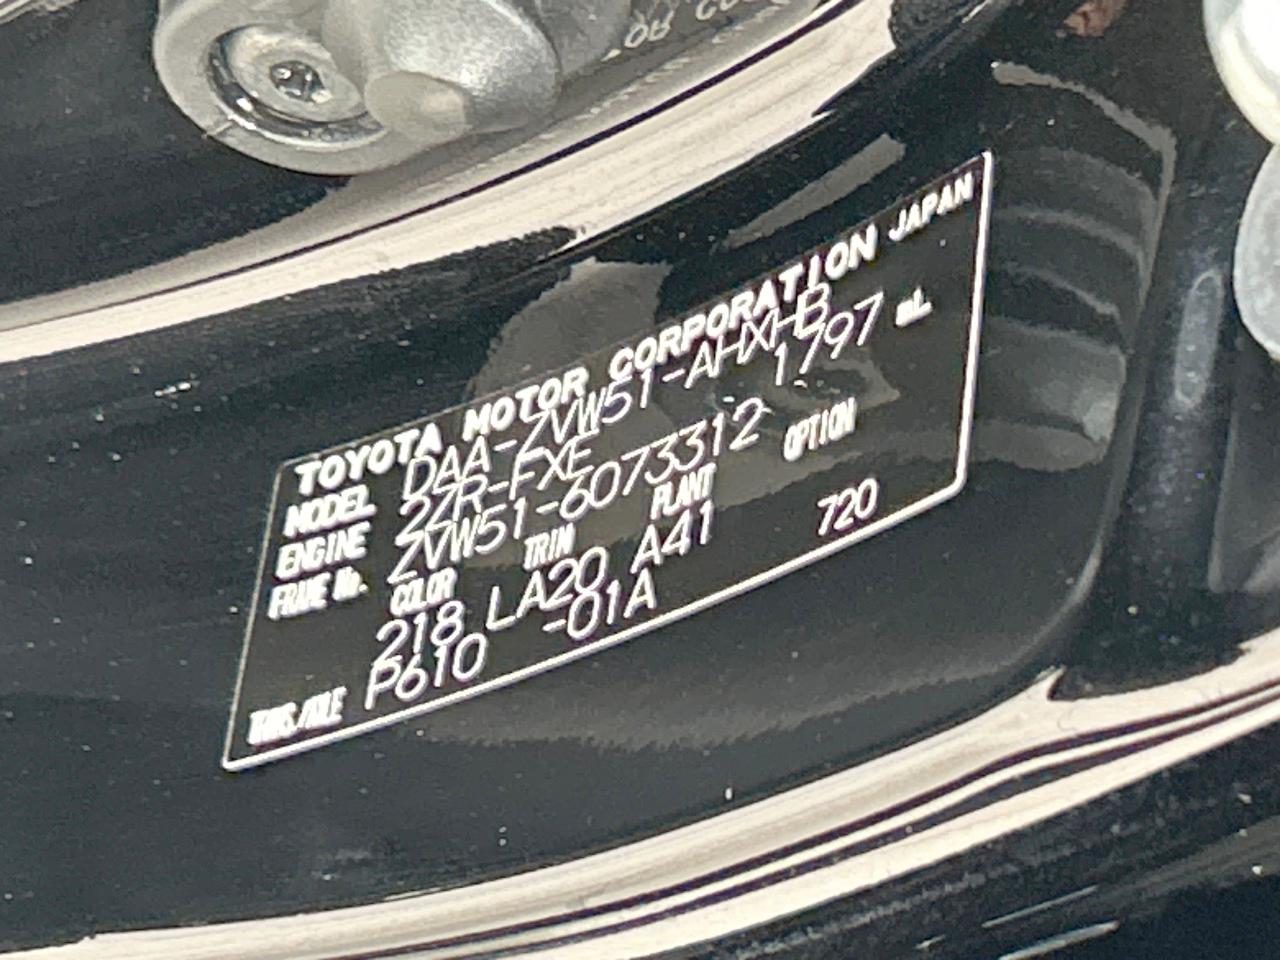 TOYOTA MOTOR CORPORATION JAPAN
MODEL DAA-ZVW51-AHXHB
ENGINE 2ZR-FXE 1797 mL
FRAME No. ZVW51-6073312
COLOR TRIM PLANT OPTION
218 LA20 A41 720
TRANS./AXLE P610 -01A